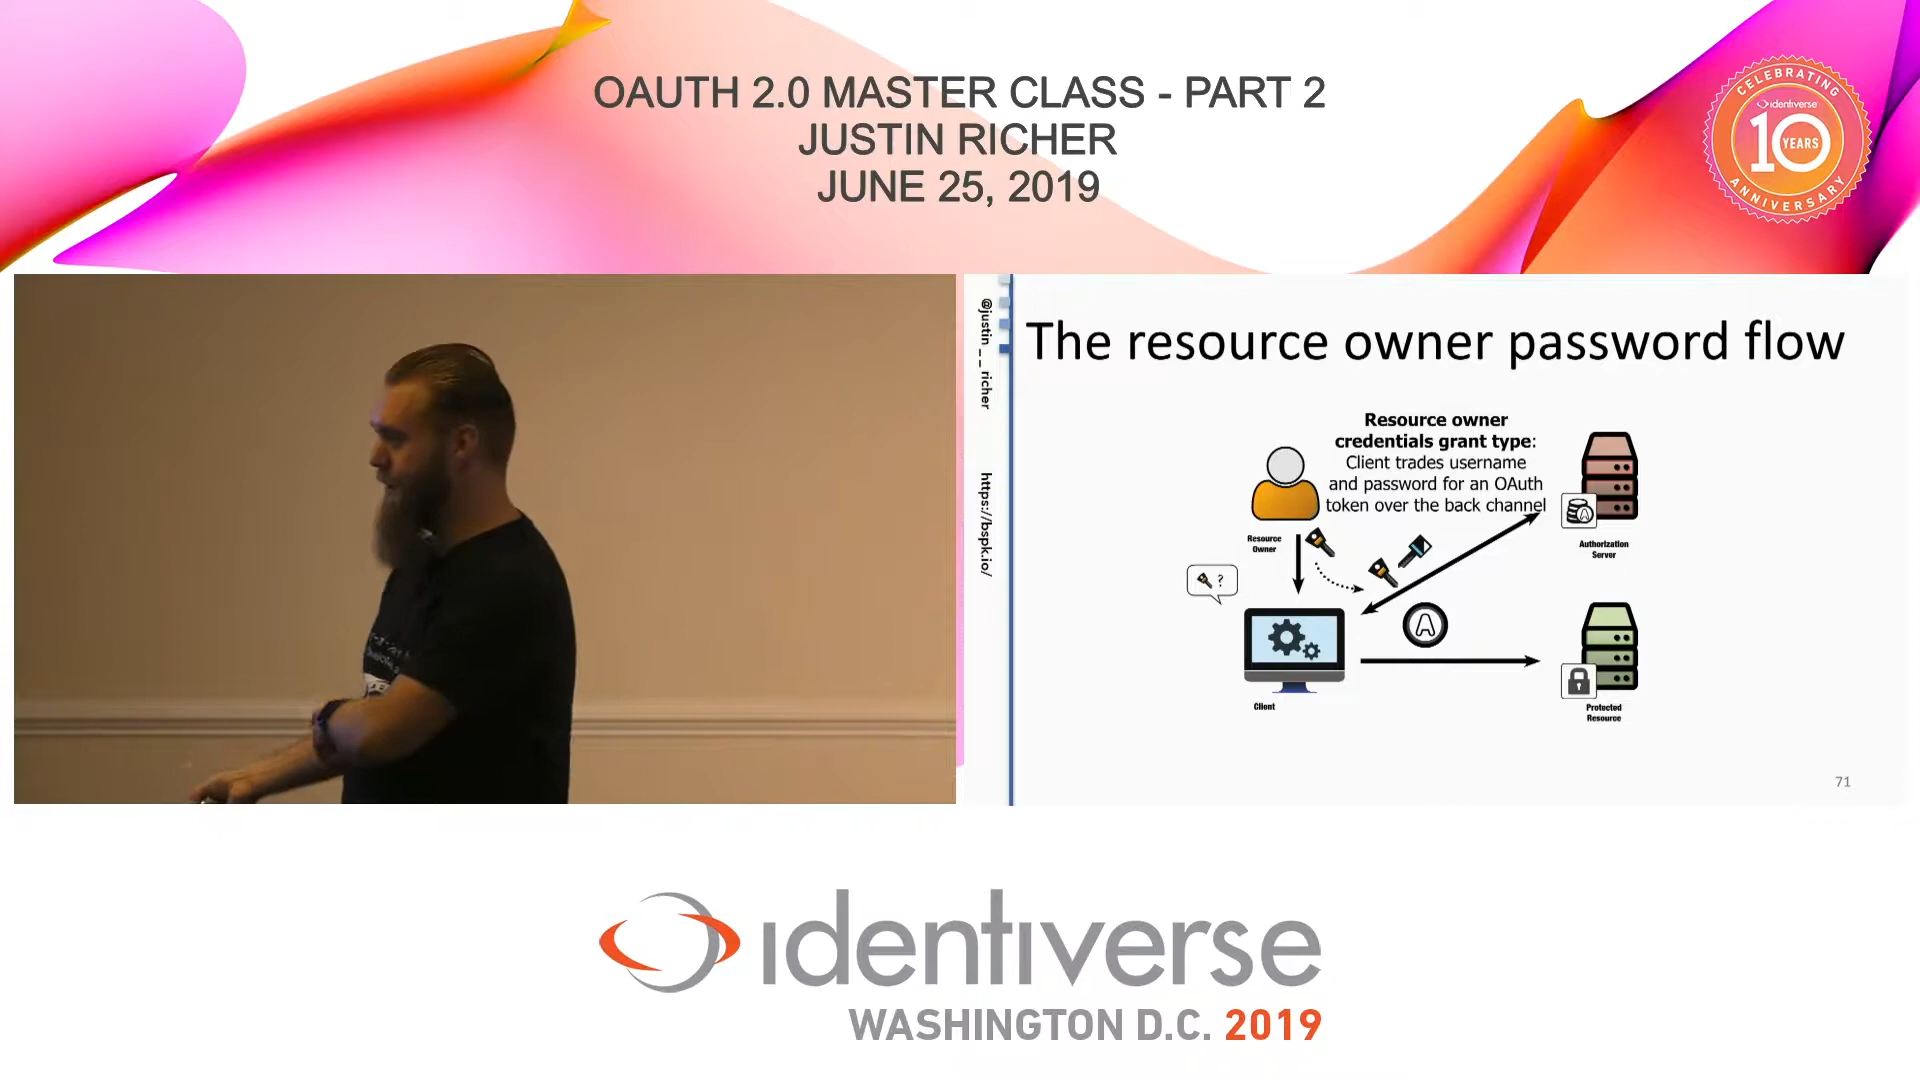 OAUTH 2.0 MASTER CLASS - PART 2
JUSTIN RICHER
JUNE 25, 2019
CELEBRATING
identiverse
10
YEARS
ANNIVERSARY
@justin__richer
https://bspk.io/
The resource owner password flow
Resource owner
credentials grant type:
Client trades username
and password for an OAuth
token over the back channel
Resource
Owner
Authorization
Server
?
A
A
Client
Protected
Resource
71
identiverse
WASHINGTON D.C. 2019